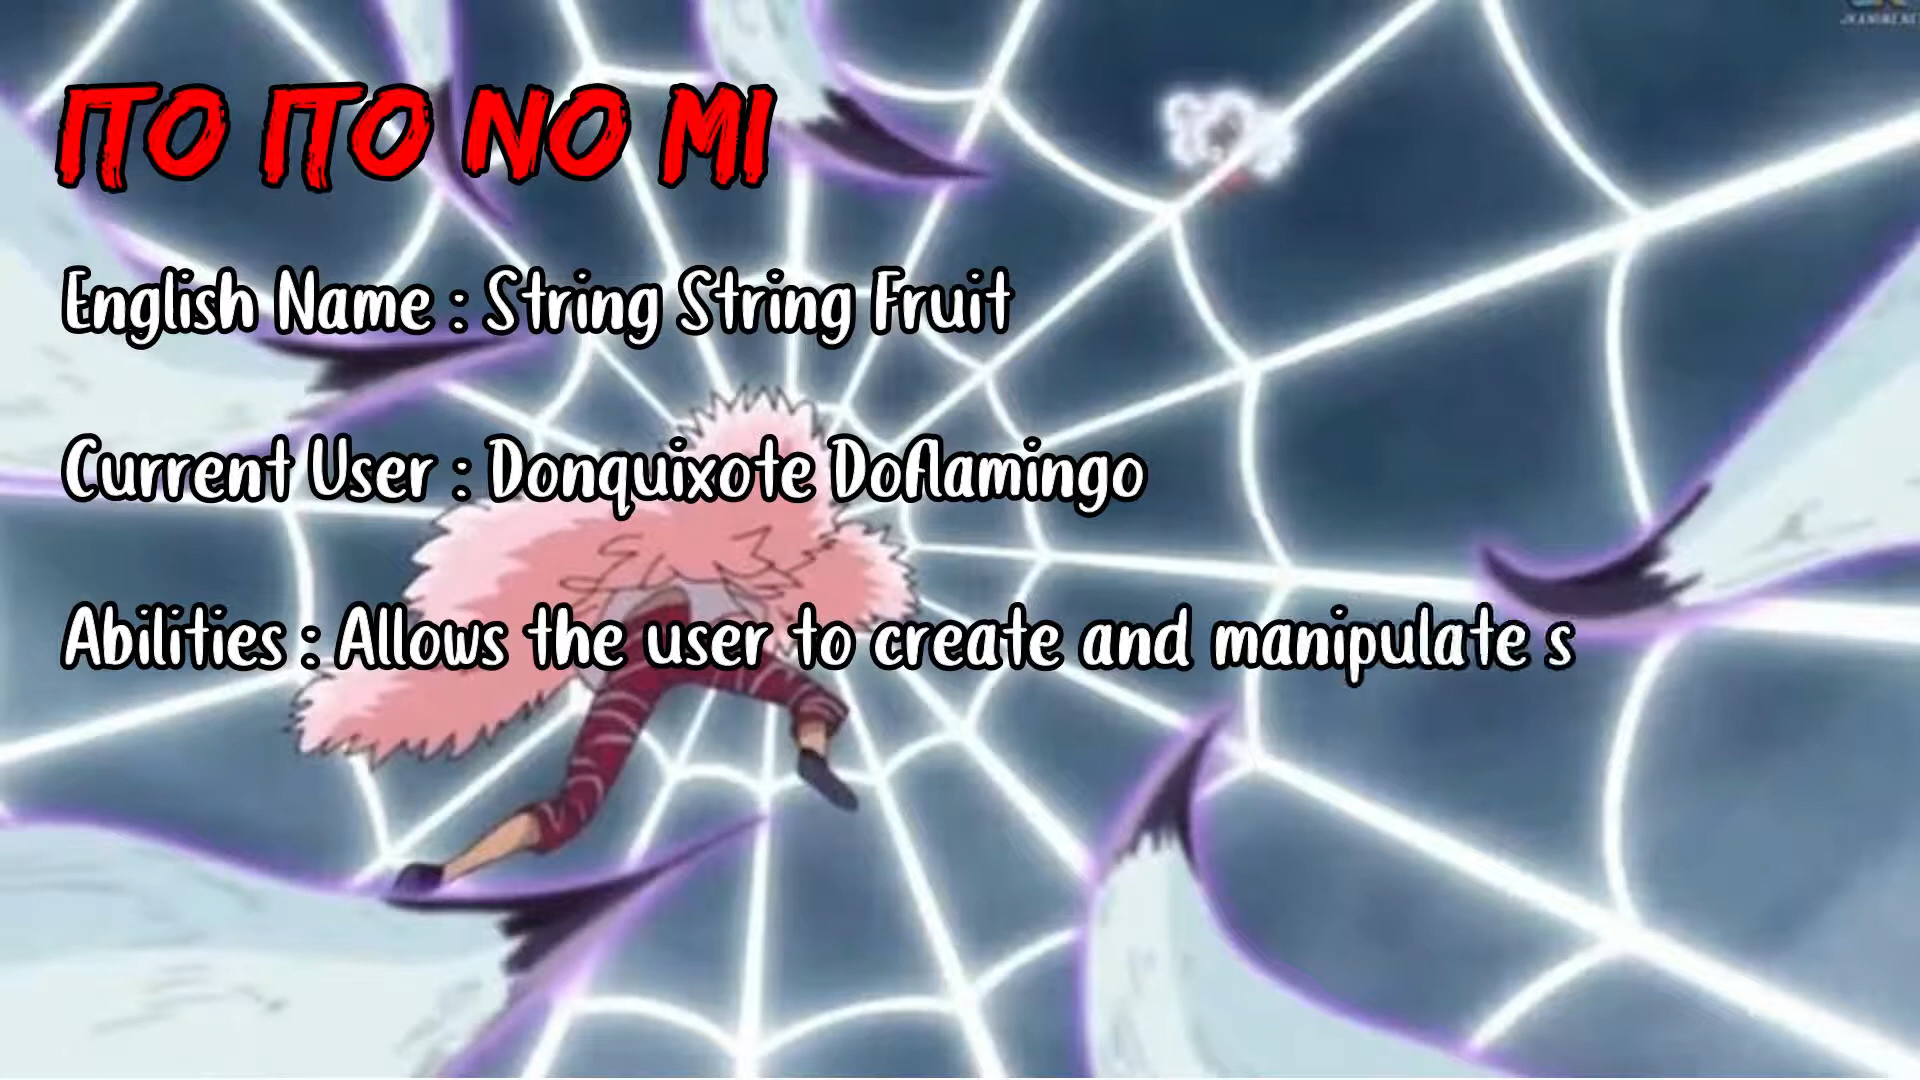 ITO ITO NO MI
English Name : String String Fruit
Current User : Donquixote Doflamingo
Abilities : Allows the user to create and manipulate s